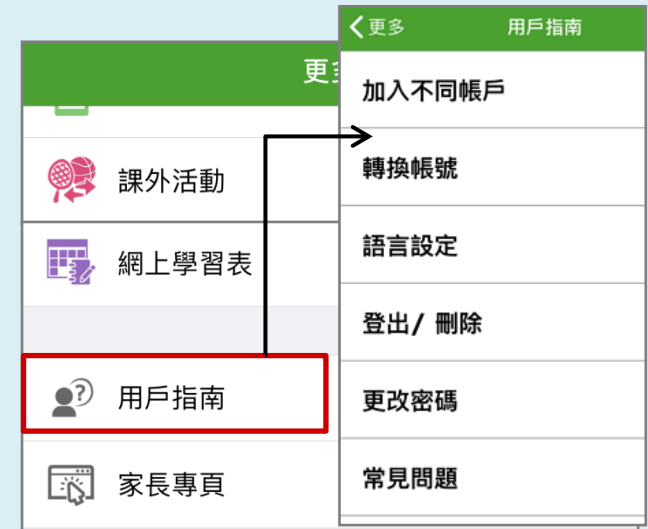 更
課外活動
網上學習表
用戶指南
家長專頁
更多
用戶指南
加入不同帳戶
轉換帳號
語言設定
登出/ 刪除
更改密碼
常見問題